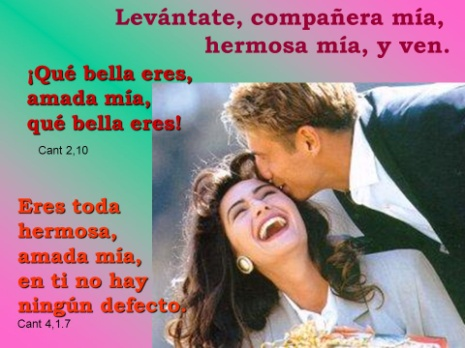 Levántate, compañera mía,
hermosa mía, y ven.
¡Qué bella eres,
amada mía,
qué bella eres!
Cant 2,10
Eres toda
hermosa,
amada mía,
en ti no hay
ningún defecto.
Cant 4,1.7